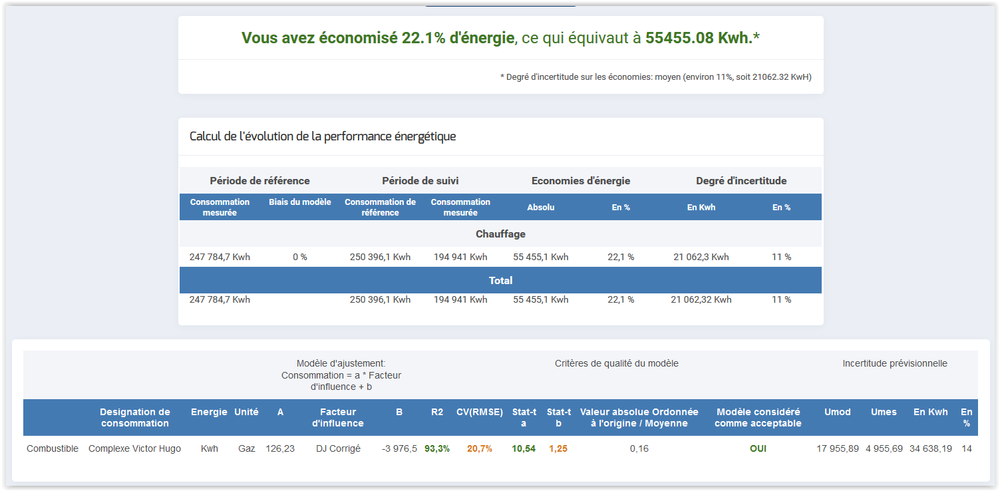 Vous avez économisé 22.1% d'énergie, ce qui équivaut à 55455.08 Kwh.*
* Degré d'incertitude sur les économies: moyen (environ 11%, soit 21062.32 KwH)
Calcul de l'évolution de la performance énergétique
Période de référence Période de suivi Economies d'énergie Degré d'incertitude
Consommation mesurée Biais du modèle Consommation de référence Consommation mesurée Absolu En % En Kwh En %
Chauffage
247 784,7 Kwh 0 % 250 396,1 Kwh 194 941 Kwh 55 455,1 Kwh 22,1 % 21 062,3 Kwh 11 %
Total
247 784,7 Kwh 250 396,1 Kwh 194 941 Kwh 55 455,1 Kwh 22,1 % 21 062,32 Kwh 11 %
Modèle d'ajustement:
Consommation = a * Facteur
d'influence + b
Critères de qualité du modèle
Incertitude prévisionnelle
Designation de consommation Energie Unité A Facteur d'influence B R2 CV(RMSE) Stat-t a Stat-t b Valeur absolue Ordonnée à l'origine / Moyenne Modèle considéré comme acceptable Umod Umes En Kwh En %
Combustible Complexe Victor Hugo Kwh Gaz 126,23 DJ Corrigé -3 976,5 93,3% 20,7% 10,54 1,25 0,16 OUI 17 955,89 4 955,69 34 638,19 14